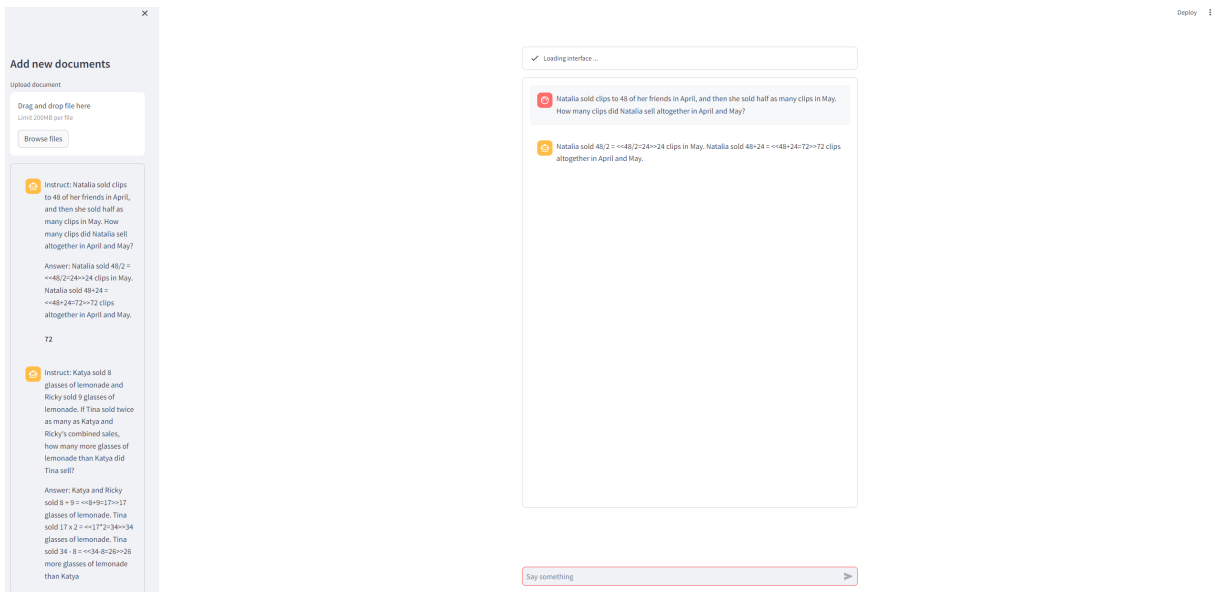 Deploy
Add new documents
Upload document
Drag and drop file here
Limit 200MB per file
Browse files
Instruct: Natalia sold clips
to 48 of her friends in April,
and then she sold half as
many clips in May. How
many clips did Natalia sell
altogether in April and May?
Answer: Natalia sold 48/2 =
<<48/2=24>>24 clips in May.
Natalia sold 48+24 =
<<48+24=72>>72 clips
altogether in April and May.
72
Instruct: Katya sold 8
glasses of lemonade and
Ricky sold 9 glasses of
lemonade. If Tina sold twice
as many as Katya and
Ricky's combined sales,
how many more glasses of
lemonade than Katya did
Tina sell?
Answer: Katya and Ricky
sold 8 + 9 = <<8+9=17>>17
glasses of lemonade. Tina
sold 17 x 2 = <<17*2=34>>34
glasses of lemonade. Tina
sold 34 - 8 = <<34-8=26>>26
more glasses of lemonade
than Katya
Loading interface ...
Natalia sold clips to 48 of her friends in April, and then she sold half as many clips in May.
How many clips did Natalia sell altogether in April and May?
Natalia sold 48/2 = <<48/2=24>>24 clips in May. Natalia sold 48+24 = <<48+24=72>>72 clips
altogether in April and May.
Say something